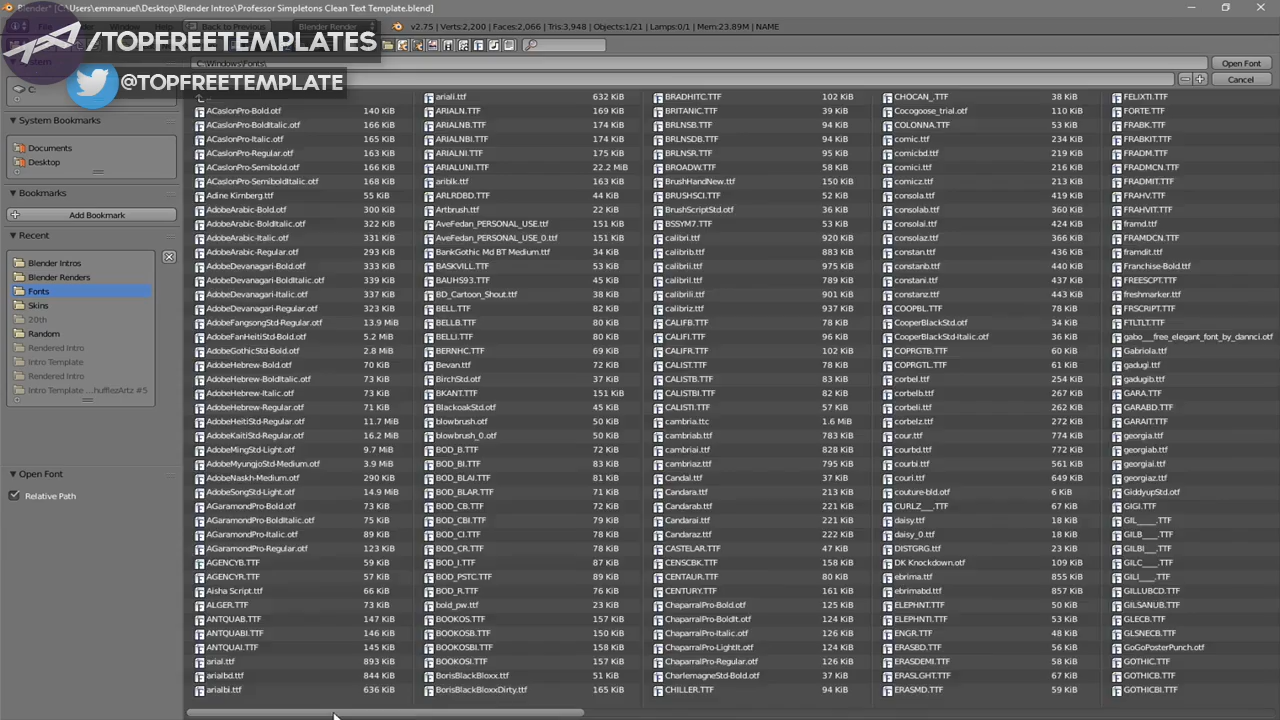 Blender* [C:\Users\emmanuel\Desktop\Blender Intros\Professor Simpletons Clean Text Template.blend]
Back to Previous
Blender Render
v2.75 | Verts:2,200 | Faces:2,066 | Tris:3,948 | Objects:1/21 | Lamps:0/1 | Mem:23.89M | NAME
/TOPFREETEMPLATES
@TOPFREETEMPLATE
C:\Windows\Fonts\
Open Font
Cancel
System
C:
System Bookmarks
Documents
Desktop
Bookmarks
Add Bookmark
Recent
Blender Intros
Blender Renders
Fonts
Skins
20th
Random
Rendered Intro
Intro Template
Rendered Intro
Intro Template ...hufflezArtz #5
Open Font
Relative Path
..
ACaslonPro-Bold.otf 140 KiB
ACaslonPro-BoldItalic.otf 166 KiB
ACaslonPro-Italic.otf 165 KiB
ACaslonPro-Regular.otf 163 KiB
ACaslonPro-Semibold.otf 166 KiB
ACaslonPro-SemiboldItalic.otf 168 KiB
Adine Kirnberg.ttf 55 KiB
AdobeArabic-Bold.otf 300 KiB
AdobeArabic-BoldItalic.otf 322 KiB
AdobeArabic-Italic.otf 331 KiB
AdobeArabic-Regular.otf 293 KiB
AdobeDevanagari-Bold.otf 333 KiB
AdobeDevanagari-BoldItalic.otf 339 KiB
AdobeDevanagari-Italic.otf 337 KiB
AdobeDevanagari-Regular.otf 323 KiB
AdobeFangsongStd-Regular.otf 13.9 MiB
AdobeFanHeitiStd-Bold.otf 5.2 MiB
AdobeGothicStd-Bold.otf 2.8 MiB
AdobeHebrew-Bold.otf 70 KiB
AdobeHebrew-BoldItalic.otf 73 KiB
AdobeHebrew-Italic.otf 73 KiB
AdobeHebrew-Regular.otf 71 KiB
AdobeHeitiStd-Regular.otf 11.7 MiB
AdobeKaitiStd-Regular.otf 16.2 MiB
AdobeMingStd-Light.otf 9.7 MiB
AdobeMyungjoStd-Medium.otf 3.9 MiB
AdobeNaskh-Medium.otf 290 KiB
AdobeSongStd-Light.otf 14.9 MiB
AGaramondPro-Bold.otf 73 KiB
AGaramondPro-BoldItalic.otf 75 KiB
AGaramondPro-Italic.otf 89 KiB
AGaramondPro-Regular.otf 123 KiB
AGENCYB.TTF 59 KiB
AGENCYR.TTF 57 KiB
Aisha Script.ttf 66 KiB
ALGER.TTF 73 KiB
ANTQUAB.TTF 147 KiB
ANTQUABI.TTF 146 KiB
ANTQUAI.TTF 145 KiB
arial.ttf 893 KiB
arialbd.ttf 844 KiB
arialbi.ttf 636 KiB
ariali.ttf 632 KiB
ARIALN.TTF 169 KiB
ARIALNB.TTF 174 KiB
ARIALNBI.TTF 174 KiB
ARIALNI.TTF 175 KiB
ARIALUNI.TTF 22.2 MiB
ariblk.ttf 163 KiB
ARLRDBD.TTF 44 KiB
Artbrush.ttf 22 KiB
AveFedan_PERSONAL_USE.ttf 151 KiB
AveFedan_PERSONAL_USE_0.ttf 151 KiB
BankGothic Md BT Medium.ttf 34 KiB
BASKVILL.TTF 53 KiB
BAUHS93.TTF 45 KiB
BD_Cartoon_Shout.ttf 38 KiB
BELL.TTF 82 KiB
BELLB.TTF 80 KiB
BELLI.TTF 80 KiB
BERNHC.TTF 69 KiB
Bevan.ttf 72 KiB
BirchStd.otf 37 KiB
BKANT.TTF 151 KiB
BlackoakStd.otf 45 KiB
blowbrush.otf 50 KiB
blowbrush_0.otf 50 KiB
BOD_B.TTF 72 KiB
BOD_BI.TTF 83 KiB
BOD_BLAI.TTF 81 KiB
BOD_BLAR.TTF 71 KiB
BOD_CB.TTF 72 KiB
BOD_CBI.TTF 79 KiB
BOD_CI.TTF 78 KiB
BOD_CR.TTF 78 KiB
BOD_I.TTF 87 KiB
BOD_PSTC.TTF 89 KiB
BOD_R.TTF 76 KiB
bold_pw.ttf 23 KiB
BOOKOS.TTF 157 KiB
BOOKOSB.TTF 150 KiB
BOOKOSBI.TTF 158 KiB
BOOKOSI.TTF 157 KiB
BorisBlackBloxx.ttf 51 KiB
BorisBlackBloxxDirty.ttf 165 KiB
BRADHITC.TTF 102 KiB
BRITANIC.TTF 39 KiB
BRLNSB.TTF 94 KiB
BRLNSDB.TTF 94 KiB
BRLNSR.TTF 95 KiB
BROADW.TTF 58 KiB
BrushHandNew.ttf 150 KiB
BRUSHSCI.TTF 52 KiB
BrushScriptStd.otf 36 KiB
BSSYM7.TTF 53 KiB
calibri.ttf 920 KiB
calibrib.ttf 883 KiB
calibrii.ttf 975 KiB
calibril.ttf 789 KiB
calibrili.ttf 901 KiB
calibriz.ttf 937 KiB
CALIFB.TTF 78 KiB
CALIFI.TTF 96 KiB
CALIFR.TTF 102 KiB
CALIST.TTF 78 KiB
CALISTB.TTF 83 KiB
CALISTBI.TTF 82 KiB
CALISTI.TTF 57 KiB
cambria.ttc 1.6 MiB
cambriab.ttf 783 KiB
cambriai.ttf 828 KiB
cambriaz.ttf 795 KiB
Candal.ttf 37 KiB
Candara.ttf 213 KiB
Candarab.ttf 221 KiB
Candarai.ttf 221 KiB
Candaraz.ttf 222 KiB
CASTELAR.TTF 47 KiB
CENSCBK.TTF 158 KiB
CENTAUR.TTF 80 KiB
CENTURY.TTF 161 KiB
ChaparralPro-Bold.otf 125 KiB
ChaparralPro-BoldIt.otf 124 KiB
ChaparralPro-Italic.otf 126 KiB
ChaparralPro-LightIt.otf 124 KiB
ChaparralPro-Regular.otf 126 KiB
CharlemagneStd-Bold.otf 37 KiB
CHILLER.TTF 94 KiB
CHOCAN_.TTF 38 KiB
Cocogoose_trial.otf 110 KiB
COLONNA.TTF 53 KiB
comic.ttf 234 KiB
comicbd.ttf 219 KiB
comici.ttf 216 KiB
comicz.ttf 213 KiB
consola.ttf 419 KiB
consolab.ttf 360 KiB
consolai.ttf 424 KiB
consolaz.ttf 366 KiB
constan.ttf 436 KiB
constanb.ttf 440 KiB
constani.ttf 437 KiB
constanz.ttf 443 KiB
COOPBL.TTF 78 KiB
CooperBlackStd.otf 34 KiB
CooperBlackStd-Italic.otf 36 KiB
COPRGTB.TTF 60 KiB
COPRGTL.TTF 61 KiB
corbel.ttf 254 KiB
corbelb.ttf 267 KiB
corbeli.ttf 262 KiB
corbelz.ttf 272 KiB
cour.ttf 774 KiB
courbd.ttf 772 KiB
courbi.ttf 561 KiB
couri.ttf 649 KiB
couture-bld.otf 6 KiB
CURLZ___.TTF 67 KiB
daisy.ttf 18 KiB
daisy_0.ttf 18 KiB
DISTGRG.ttf 23 KiB
DK Knockdown.otf 109 KiB
ebrima.ttf 855 KiB
ebrimabd.ttf 857 KiB
ELEPHNT.TTF 50 KiB
ELEPHNTI.TTF 53 KiB
ENGR.TTF 48 KiB
ERASBD.TTF 56 KiB
ERASDEMI.TTF 58 KiB
ERASLGHT.TTF 57 KiB
ERASMD.TTF 59 KiB
FELIXTI.TTF
FORTE.TTF
FRABK.TTF
FRABKIT.TTF
FRADM.TTF
FRADMCN.TTF
FRADMIT.TTF
FRAHV.TTF
FRAHVIT.TTF
framd.ttf
FRAMDCN.TTF
framdit.ttf
Franchise-Bold.ttf
FREESCPT.TTF
freshmarker.ttf
FRSCRIPT.TTF
FTLTLT.TTF
gabo__free_elegant_font_by_dannci.otf
Gabriola.ttf
gadugi.ttf
gadugib.ttf
GARA.TTF
GARABD.TTF
GARAIT.TTF
georgia.ttf
georgiab.ttf
georgiai.ttf
georgiaz.ttf
GiddyupStd.otf
GIGI.TTF
GIL_____.TTF
GILB____.TTF
GILBI___.TTF
GILC____.TTF
GILI____.TTF
GILLUBCD.TTF
GILSANUB.TTF
GLECB.TTF
GLSNECB.TTF
GoGoPosterPunch.otf
GOTHIC.TTF
GOTHICB.TTF
GOTHICBI.TTF